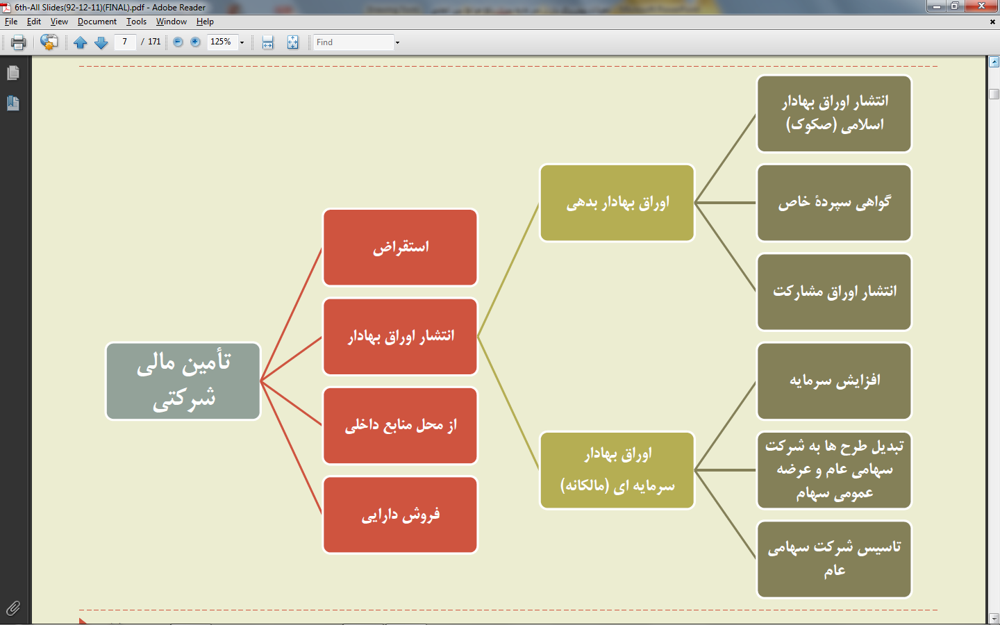 6th-All Slides(92-12-11)(FINAL).pdf - Adobe Reader
File Edit View Document Tools Window Help
7 / 171 125% Find
تأمین مالی
شرکتی
استقراض
انتشار اوراق بهادار
از محل منابع داخلی
فروش دارایی
اوراق بهادار بدهی
اوراق بهادار
سرمایه ای (مالکانه)
انتشار اوراق بهادار
اسلامی (صکوک)
گواهی سپردهٔ خاص
انتشار اوراق مشارکت
افزایش سرمایه
تبدیل طرح ها به شرکت
سهامی عام و عرضه
عمومی سهام
تاسیس شرکت سهامی
عام